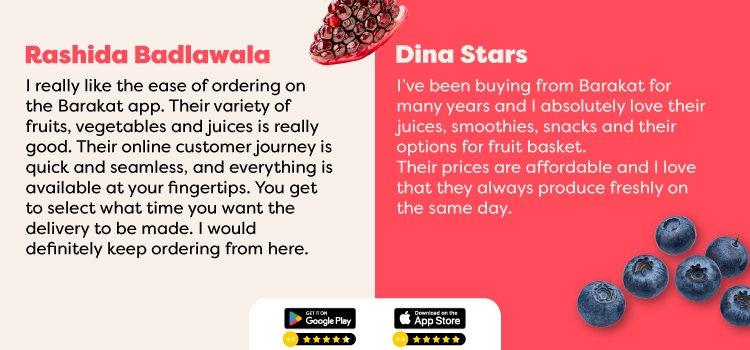 Rashida Badlawala
I really like the ease of ordering on
the Barakat app. Their variety of
fruits, vegetables and juices is really
good. Their online customer journey is
quick and seamless, and everything is
available at your fingertips. You get
to select what time you want the
delivery to be made. I would
definitely keep ordering from here.
Dina Stars
I've been buying from Barakat for
many years and I absolutely love their
juices, smoothies, snacks and their
options for fruit basket.
Their prices are affordable and I love
that they always produce freshly on
the same day.
GET IT ON
Google Play
4.6
Download on the
App Store
4.6